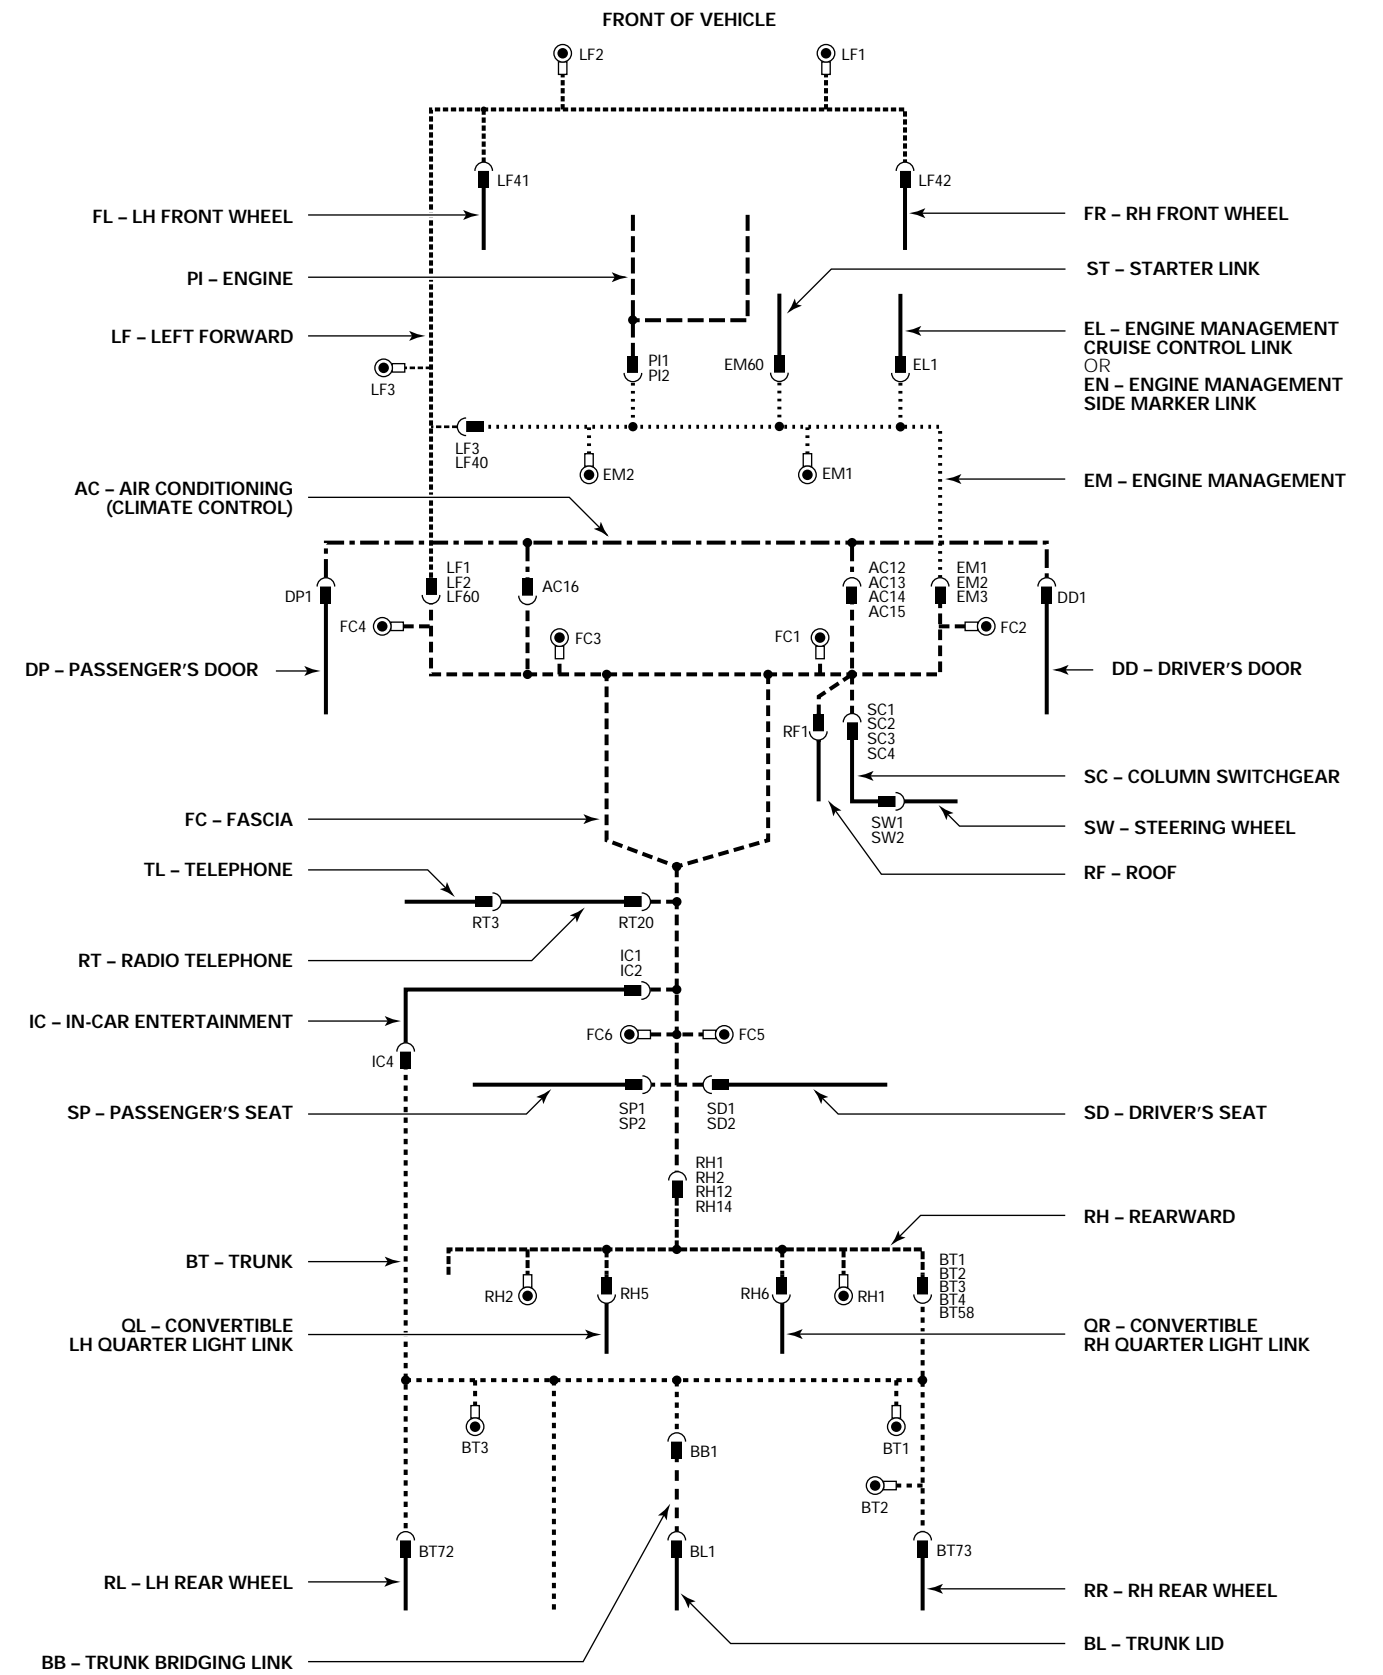 FRONT OF VEHICLE
LF2
LF1
LF41
LF42
FL – LH FRONT WHEEL
FR – RH FRONT WHEEL
PI – ENGINE
ST – STARTER LINK
LF – LEFT FORWARD
EL – ENGINE MANAGEMENT
CRUISE CONTROL LINK
OR
EN – ENGINE MANAGEMENT
SIDE MARKER LINK
PI1
PI2
EM60
EL1
LF3
LF3
LF40
EM2
EM1
AC – AIR CONDITIONING
(CLIMATE CONTROL)
EM – ENGINE MANAGEMENT
DP1
LF1
LF2
LF60
AC16
AC12
AC13
AC14
AC15
EM1
EM2
EM3
DD1
FC4
FC3
FC1
FC2
DP – PASSENGER'S DOOR
DD – DRIVER'S DOOR
RF1
SC1
SC2
SC3
SC4
SC – COLUMN SWITCHGEAR
SW1
SW2
SW – STEERING WHEEL
FC – FASCIA
RF – ROOF
TL – TELEPHONE
RT3
RT20
RT – RADIO TELEPHONE
IC1
IC2
IC – IN-CAR ENTERTAINMENT
FC6
FC5
IC4
SP – PASSENGER'S SEAT
SP1
SP2
SD1
SD2
SD – DRIVER'S SEAT
RH1
RH2
RH12
RH14
RH – REARWARD
BT – TRUNK
RH2
RH5
RH6
RH1
BT1
BT2
BT3
BT4
BT58
QL – CONVERTIBLE
LH QUARTER LIGHT LINK
QR – CONVERTIBLE
RH QUARTER LIGHT LINK
BT3
BB1
BT1
BT2
BT72
BL1
BT73
RL – LH REAR WHEEL
RR – RH REAR WHEEL
BL – TRUNK LID
BB – TRUNK BRIDGING LINK